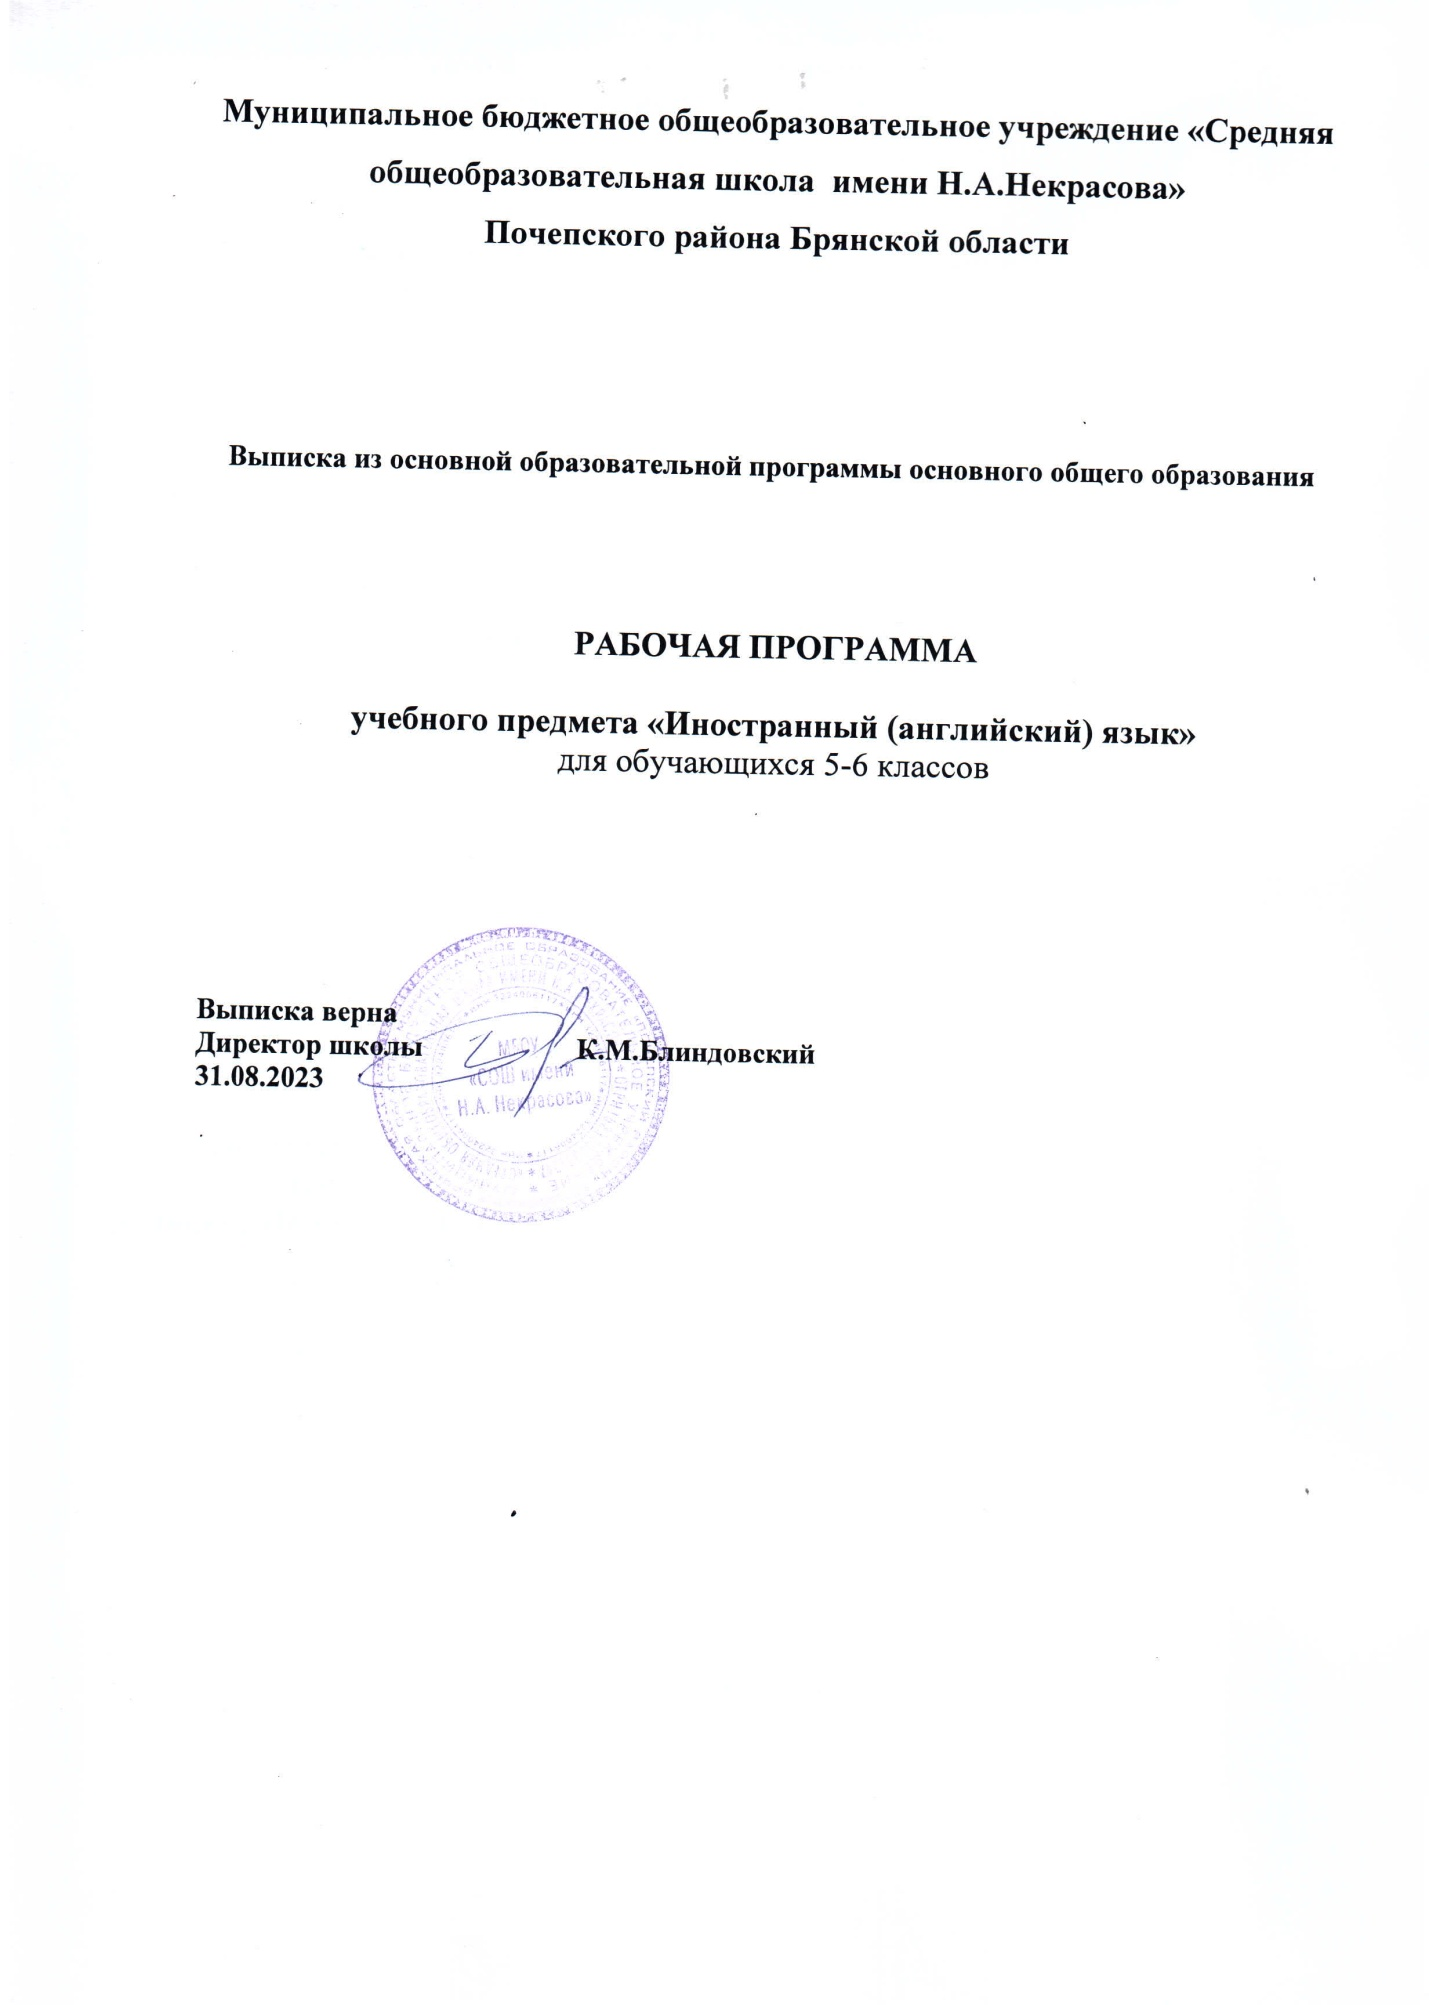 Муниципальное бюджетное общеобразовательное учреждение «Средняя
общеобразовательная школа имени Н.А.Некрасова»
Почепского района Брянской области
Выписка из основной образовательной программы основного общего образования
РАБОЧАЯ ПРОГРАММА
учебного предмета «Иностранный (английский) язык»
для обучающихся 5-6 классов
Выписка верна
Директор школы К.М.Блиндовский
31.08.2023
МБОУ
«СОШ имени
Н.А. Некрасова»